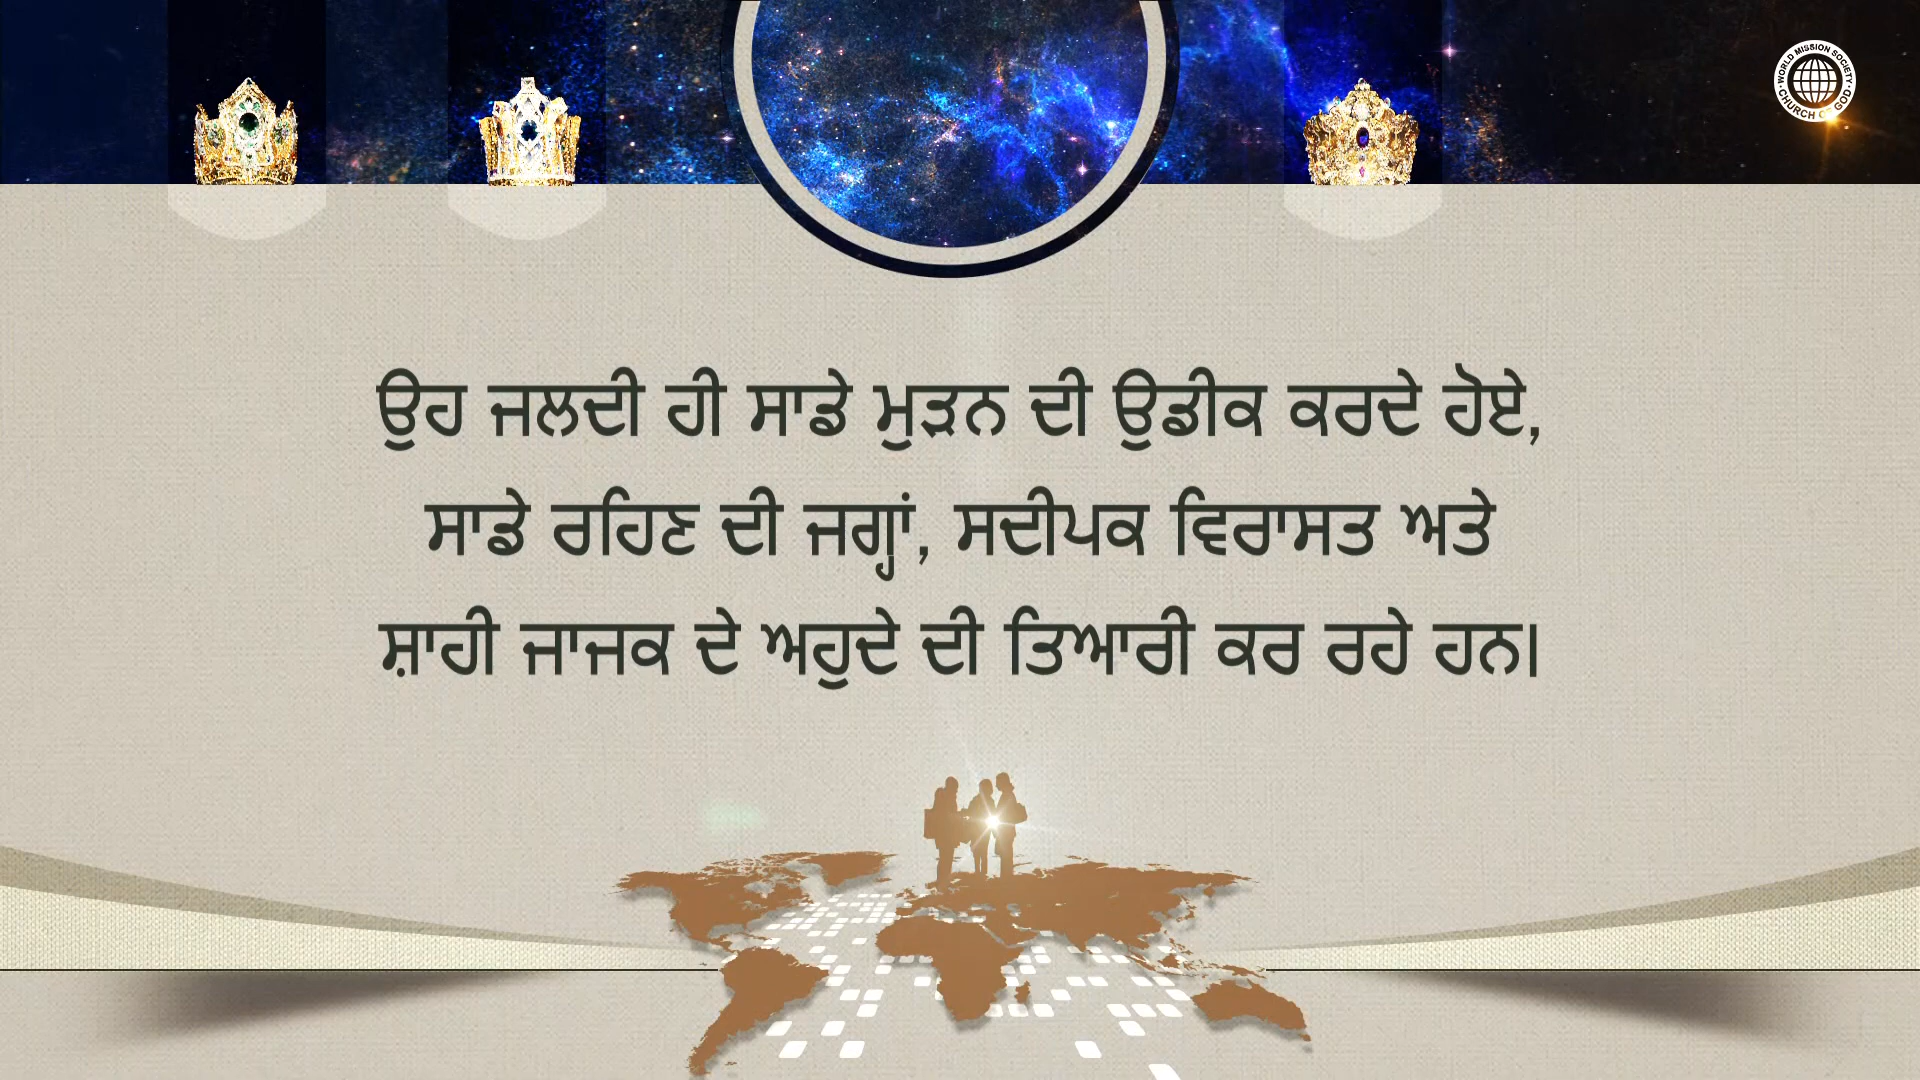 WORLD MISSION SOCIETY CHURCH OF GOD
ਉਹ ਜਲਦੀ ਹੀ ਸਾਡੇ ਮੁੜਨ ਦੀ ਉਡੀਕ ਕਰਦੇ ਹੋਏ,
ਸਾਡੇ ਰਹਿਣ ਦੀ ਜਗ੍ਹਾਂ, ਸਦੀਪਕ ਵਿਰਾਸਤ ਅਤੇ
ਸ਼ਾਹੀ ਜਾਜਕ ਦੇ ਅਹੁਦੇ ਦੀ ਤਿਆਰੀ ਕਰ ਰਹੇ ਹਨ।